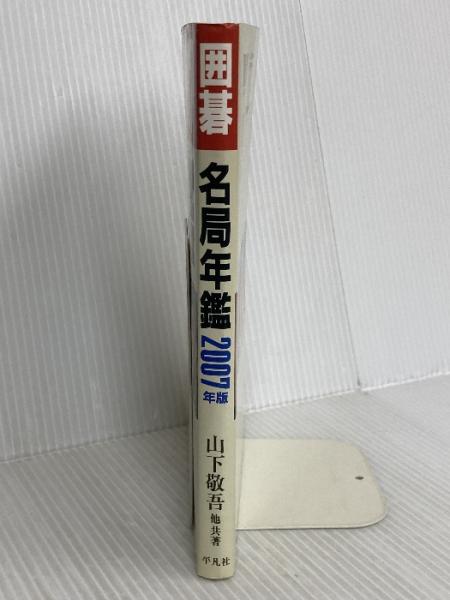 囲碁
名局年鑑
2007年版
山下敬吾他共著
平凡社